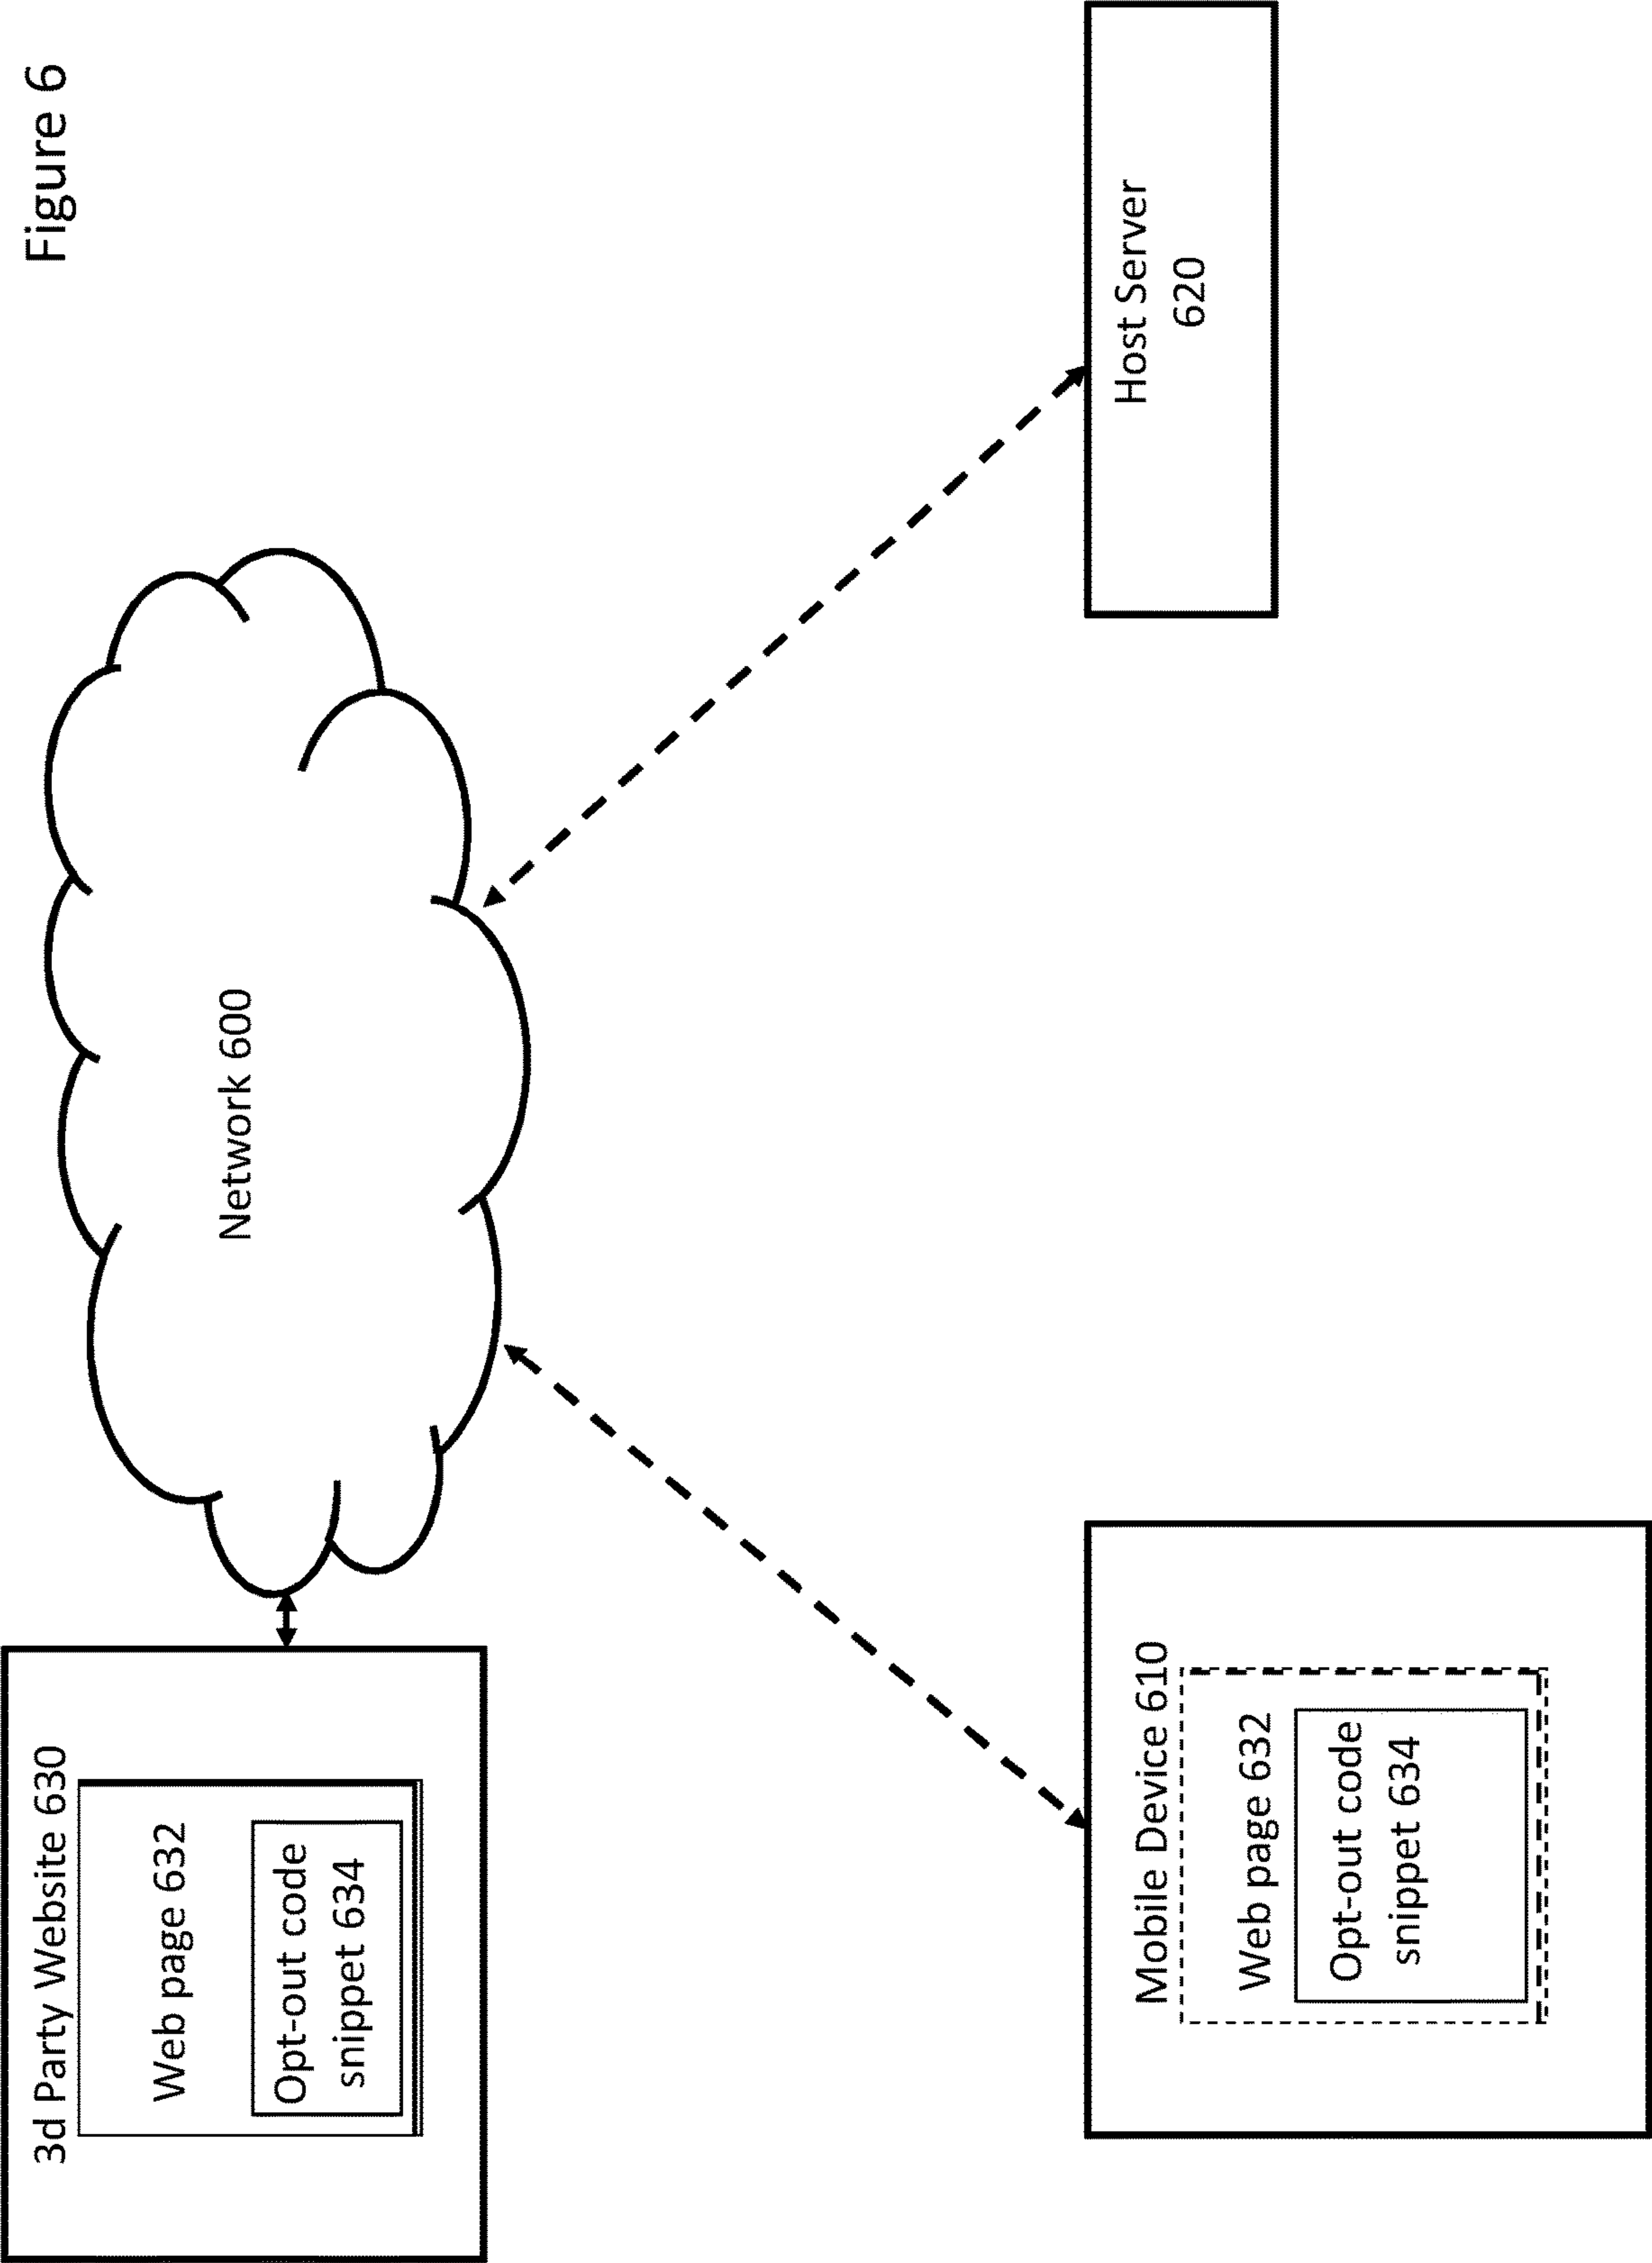 Figure 6
3d Party Website 630
Web page 632
Opt-out code
snippet 634
Network 600
Mobile Device 610
Web page 632
Opt-out code
snippet 634
Host Server
620